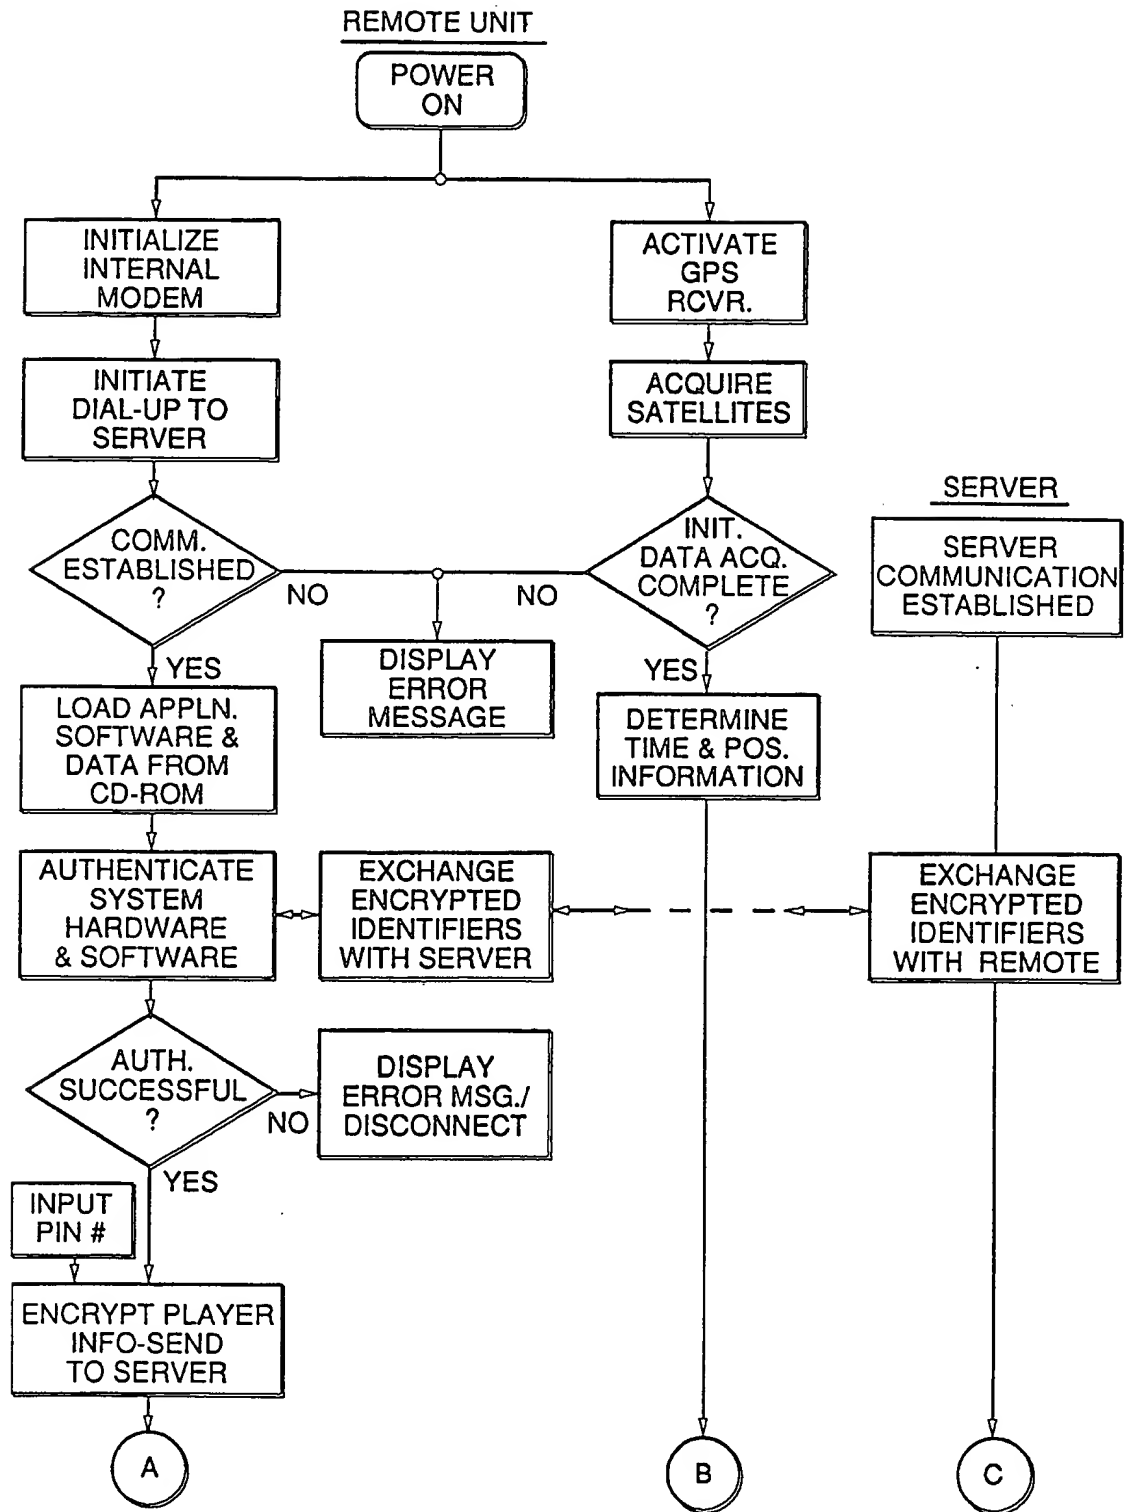 REMOTE UNIT
POWER
ON
INITIALIZE
INTERNAL
MODEM
ACTIVATE
GPS
RCVR.
INITIATE
DIAL-UP TO
SERVER
ACQUIRE
SATELLITES
SERVER
COMM.
ESTABLISHED
?
NO
INIT.
DATA ACQ.
COMPLETE
?
NO
SERVER
COMMUNICATION
ESTABLISHED
YES
DISPLAY
ERROR
MESSAGE
YES
LOAD APPLN.
SOFTWARE &
DATA FROM
CD-ROM
DETERMINE
TIME & POS.
INFORMATION
AUTHENTICATE
SYSTEM
HARDWARE
& SOFTWARE
EXCHANGE
ENCRYPTED
IDENTIFIERS
WITH SERVER
EXCHANGE
ENCRYPTED
IDENTIFIERS
WITH REMOTE
AUTH.
SUCCESSFUL
?
NO
DISPLAY
ERROR MSG./
DISCONNECT
YES
INPUT
PIN #
ENCRYPT PLAYER
INFO-SEND
TO SERVER
A
B
C